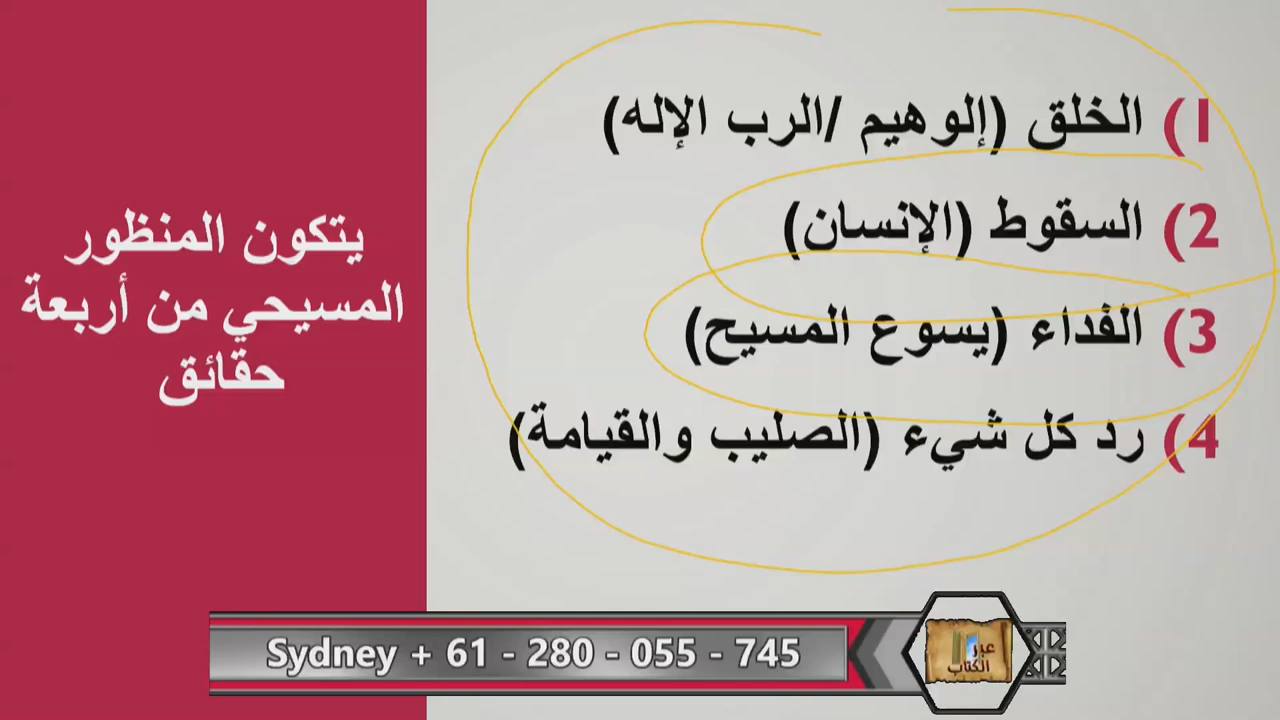 1) الخلق (إلوهيم /الرب الإله)
2) السقوط (الإنسان)
3) الفداء (يسوع المسيح)
4) رد كل شيء (الصليب والقيامة)
يتكون المنظور
المسيحي من أربعة
حقائق
Sydney + 61 - 280 - 055 - 745
عبر
الكتاب